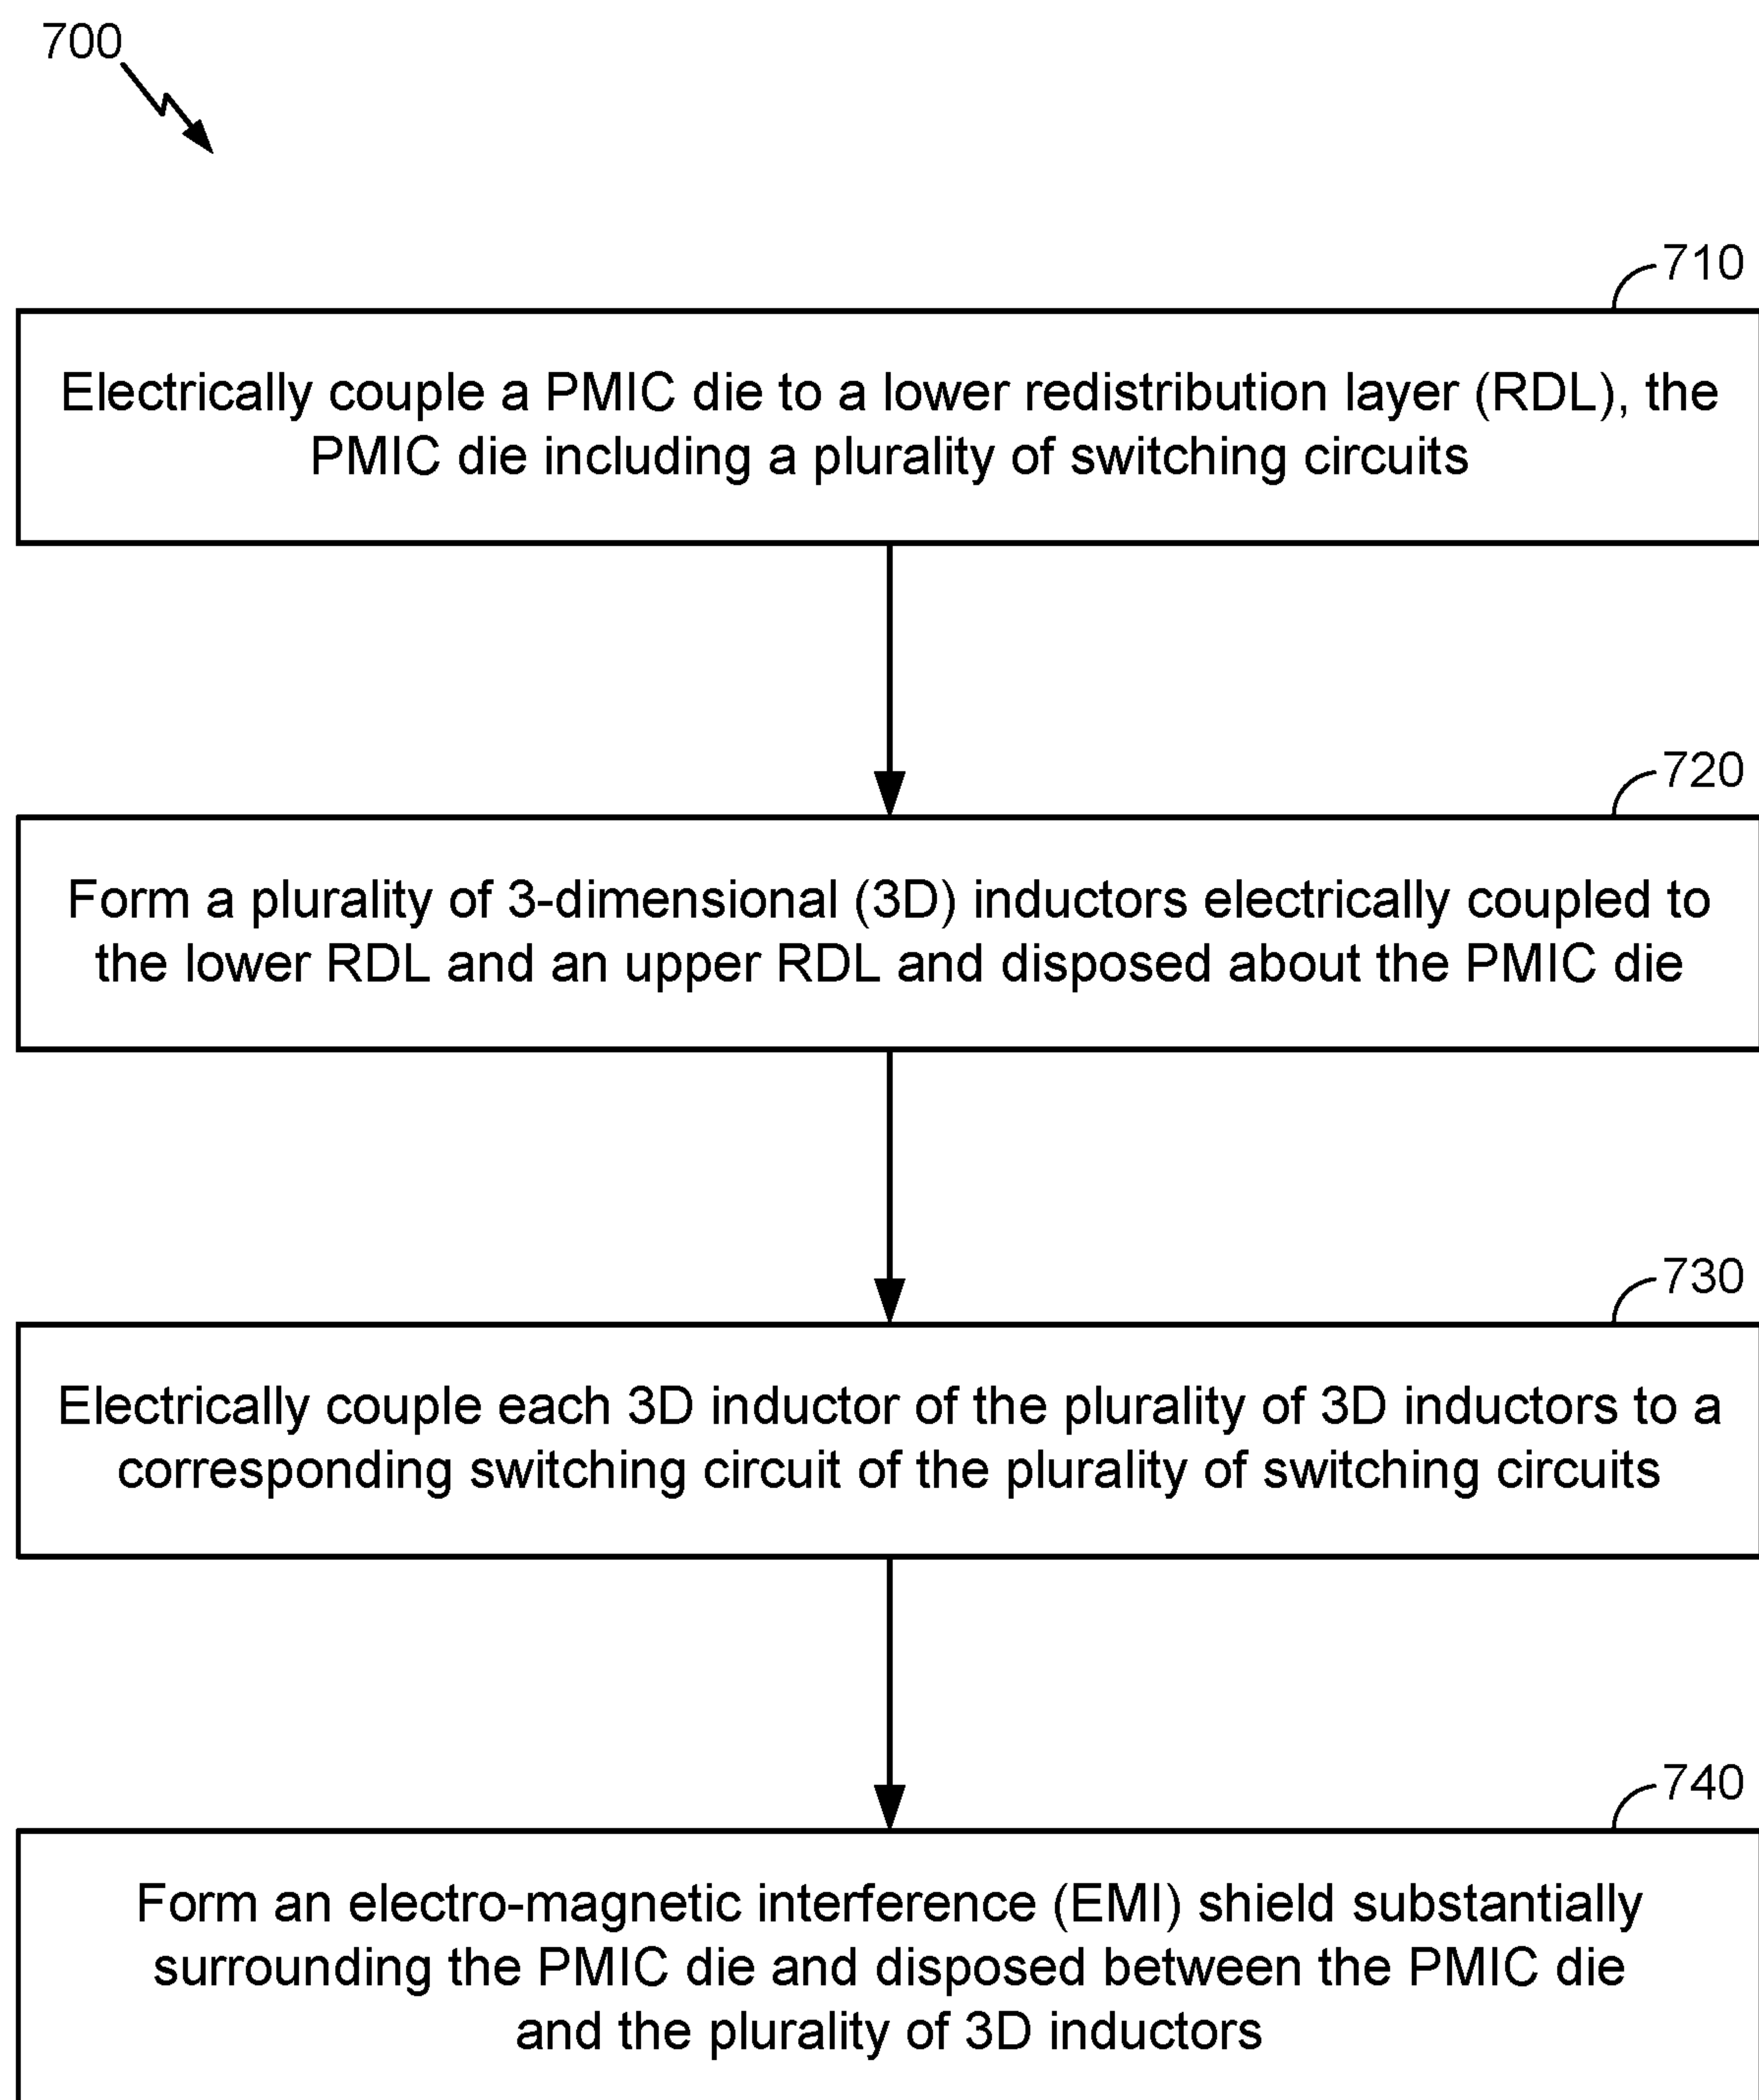 700
710
Electrically couple a PMIC die to a lower redistribution layer (RDL), the
PMIC die including a plurality of switching circuits
720
Form a plurality of 3-dimensional (3D) inductors electrically coupled to
the lower RDL and an upper RDL and disposed about the PMIC die
730
Electrically couple each 3D inductor of the plurality of 3D inductors to a
corresponding switching circuit of the plurality of switching circuits
740
Form an electro-magnetic interference (EMI) shield substantially
surrounding the PMIC die and disposed between the PMIC die
and the plurality of 3D inductors